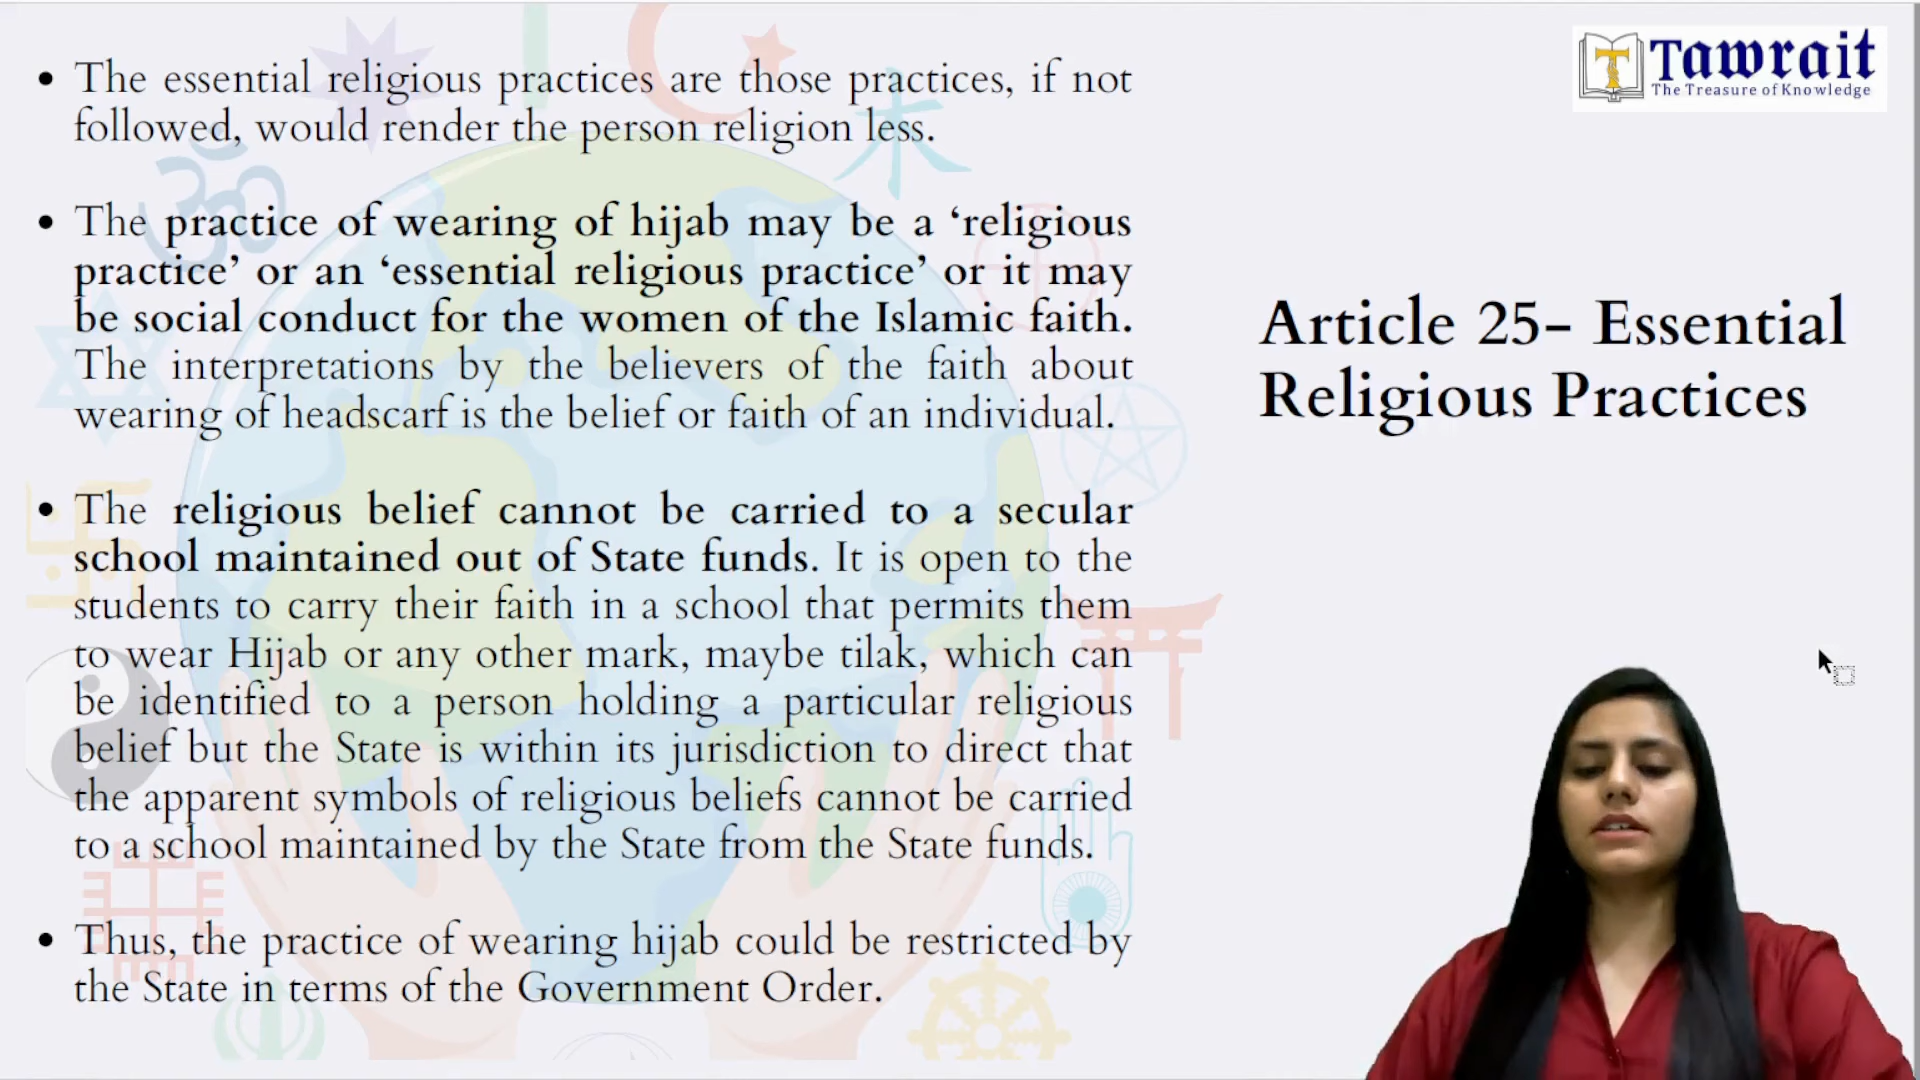 • The essential religious practices are those practices, if not
followed, would render the person religion less.
• The practice of wearing of hijab may be a ‘religious
practice’ or an ‘essential religious practice’ or it may
be social conduct for the women of the Islamic faith.
The interpretations by the believers of the faith about
wearing of headscarf is the belief or faith of an individual.
• The religious belief cannot be carried to a secular
school maintained out of State funds. It is open to the
students to carry their faith in a school that permits them
to wear Hijab or any other mark, maybe tilak, which can
be identified to a person holding a particular religious
belief but the State is within its jurisdiction to direct that
the apparent symbols of religious beliefs cannot be carried
to a school maintained by the State from the State funds.
• Thus, the practice of wearing hijab could be restricted by
the State in terms of the Government Order.
Tawrait
The Treasure of Knowledge
Article 25- Essential
Religious Practices
ॐ
木